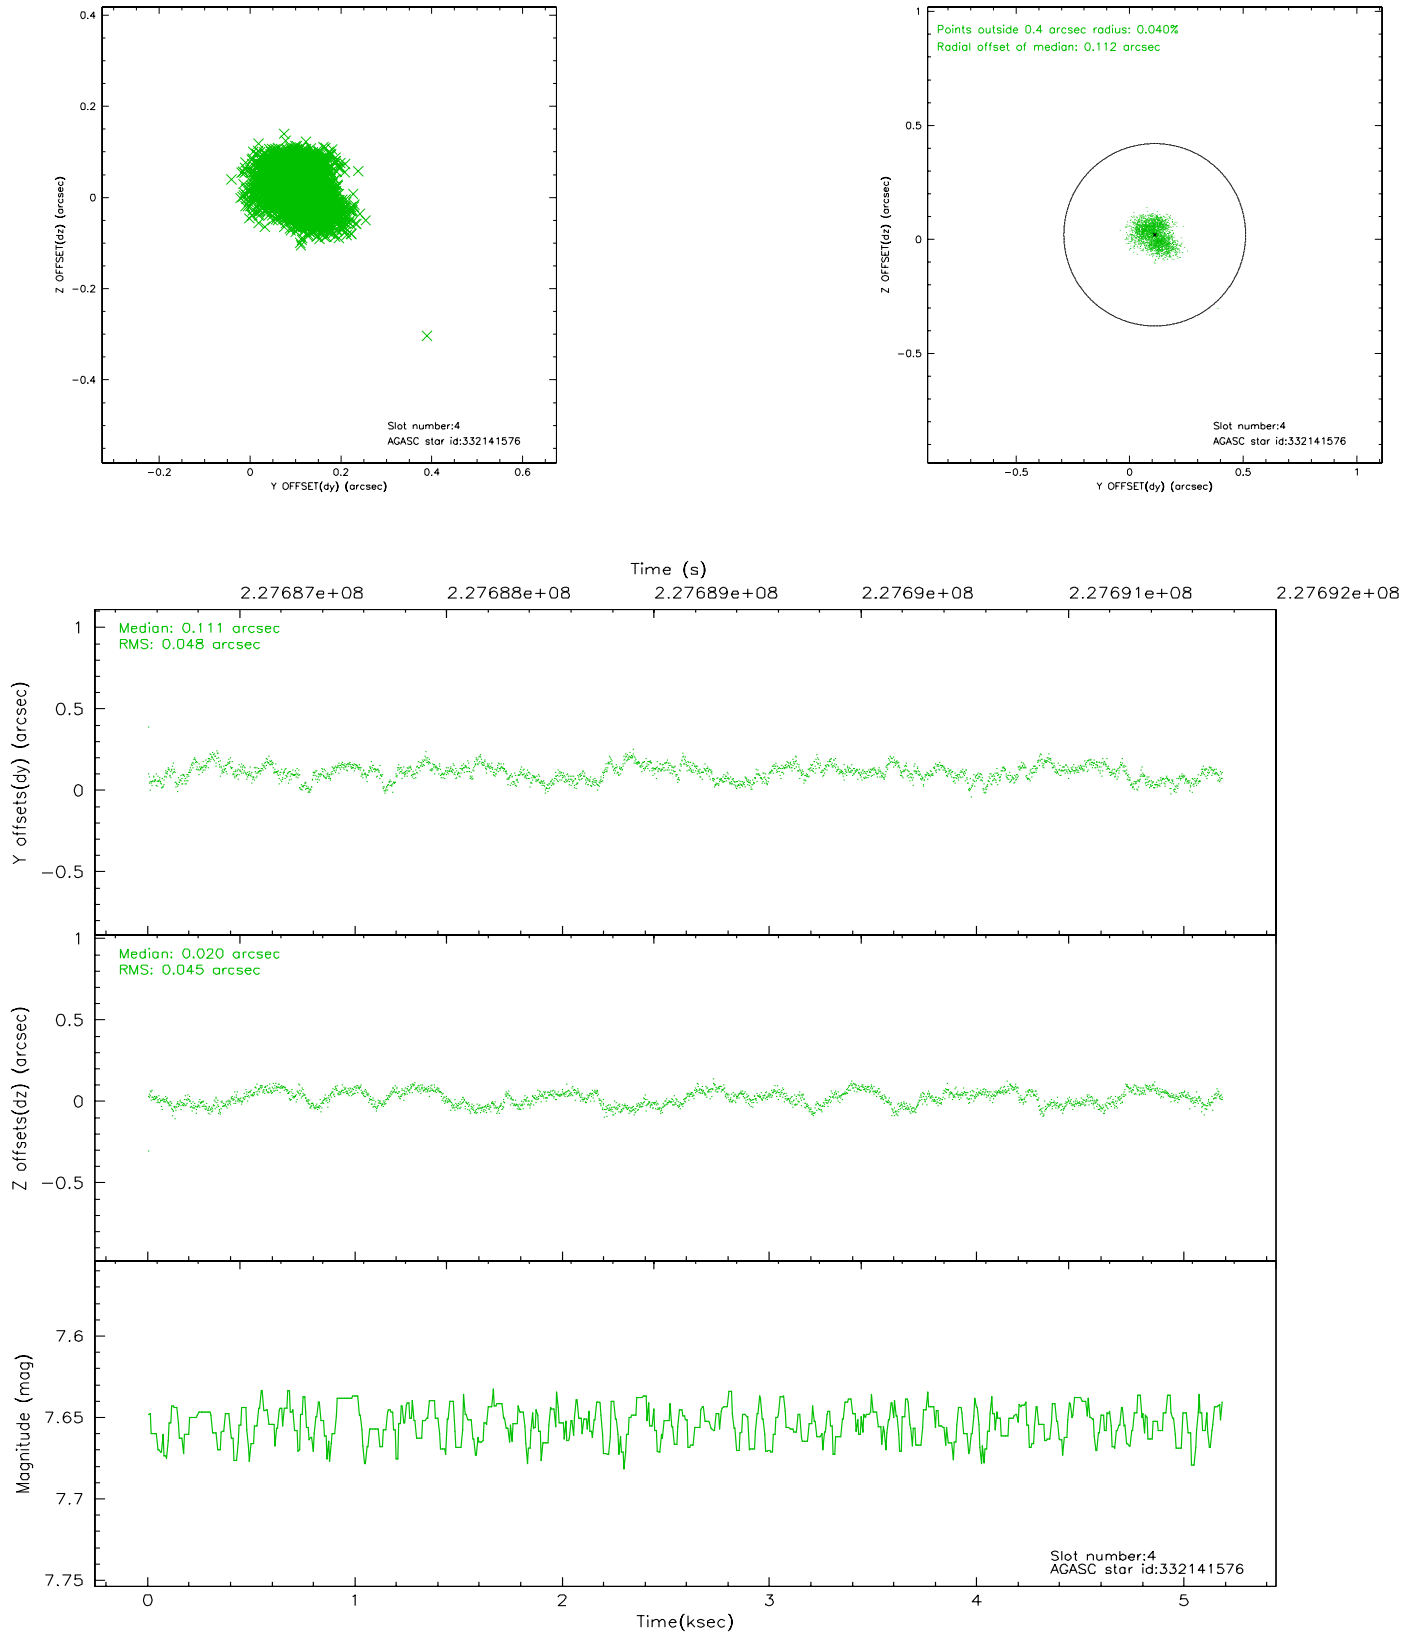 0.4
0.2
0
−0.2
−0.4
Z OFFSET(dz) (arcsec)
Slot number:4
AGASC star id:332141576
−0.2 0 0.2 0.4 0.6
Y OFFSET(dy) (arcsec)
Points outside 0.4 arcsec radius: 0.040%
Radial offset of median: 0.112 arcsec
1
0.5
0
−0.5
Z OFFSET(dz) (arcsec)
Slot number:4
AGASC star id:332141576
−0.5 0 0.5 1
Y OFFSET(dy) (arcsec)
Time (s)
2.27687e+08 2.27688e+08 2.27689e+08 2.2769e+08 2.27691e+08 2.27692e+08
Median: 0.111 arcsec
RMS: 0.048 arcsec
1
0.5
0
−0.5
Y offsets(dy) (arcsec)
Median: 0.020 arcsec
RMS: 0.045 arcsec
1
0.5
0
−0.5
Z offsets(dz) (arcsec)
7.6
7.65
7.7
7.75
Magnitude (mag)
Slot number:4
AGASC star id:332141576
0 1 2 3 4 5
Time(ksec)